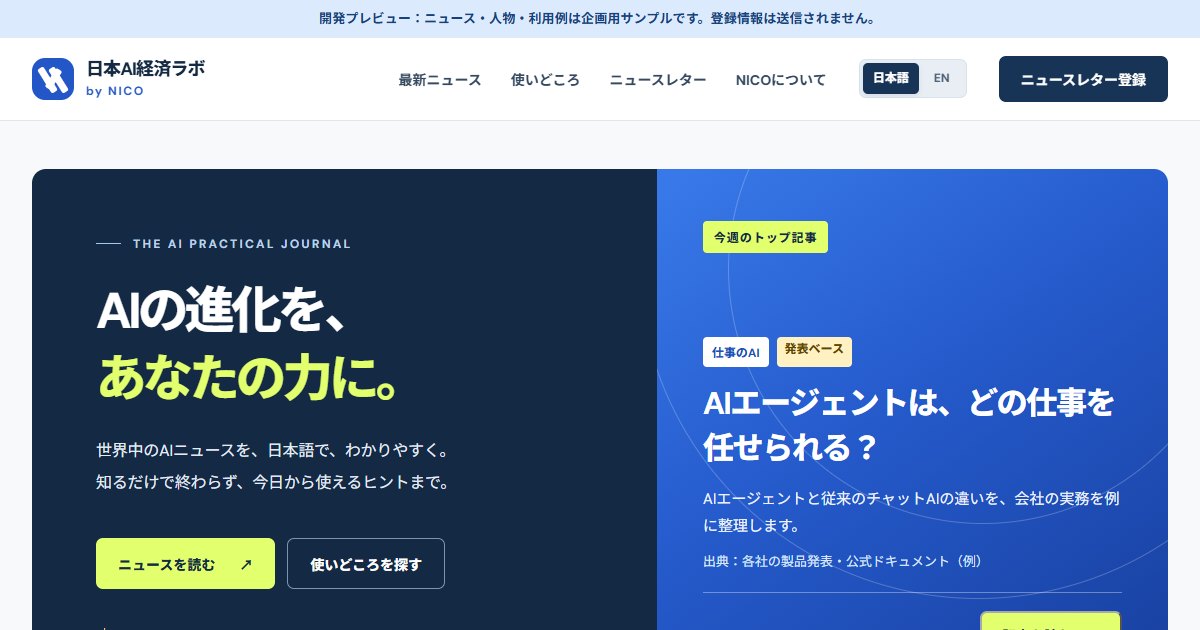 開発プレビュー：ニュース・人物・利用例は企画用サンプルです。登録情報は送信されません。
日本AI経済ラボ
by NICO
最新ニュース
使いどころ
ニュースレター
NICOについて
日本語
EN
ニュースレター登録
THE AI PRACTICAL JOURNAL
AIの進化を、
あなたの力に。
世界中のAIニュースを、日本語で、わかりやすく。
知るだけで終わらず、今日から使えるヒントまで。
ニュースを読む ↗
使いどころを探す
今週のトップ記事
仕事のAI
発表ベース
AIエージェントは、どの仕事を
任せられる？
AIエージェントと従来のチャットAIの違いを、会社の実務を例
に整理します。
出典：各社の製品発表・公式ドキュメント（例）